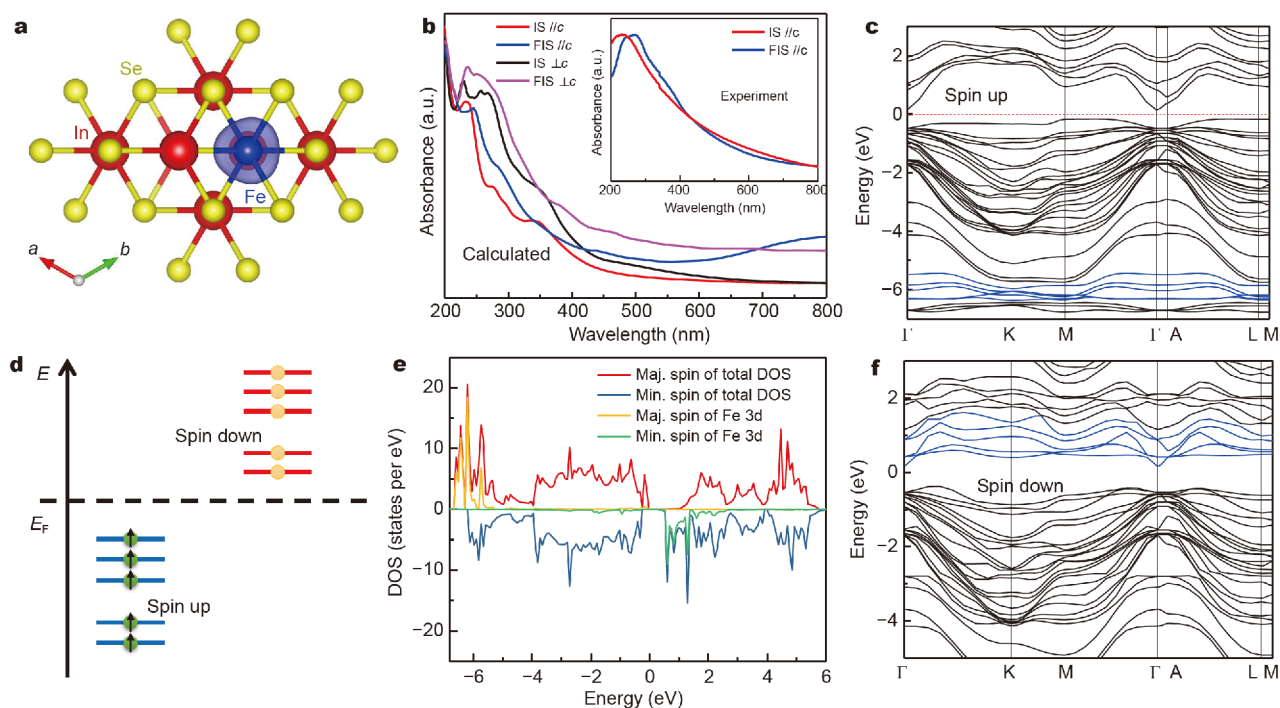 a
Se
In
Fe
a
b
b
IS //c
FIS //c
IS ⊥c
FIS ⊥c
Absorbance (a.u.)
Calculated
200 300 400 500 600 700 800
Wavelength (nm)
IS //c
FIS //c
Experiment
Absorbance (a.u.)
200 400 600 800
Wavelength (nm)
c
Spin up
Energy (eV)
2
0
−2
−4
−6
Γ K M Γ A L M
d
E
Spin down
E_F
Spin up
e
Maj. spin of total DOS
Min. spin of total DOS
Maj. spin of Fe 3d
Min. spin of Fe 3d
DOS (states per eV)
20
10
0
−10
−20
−6 −4 −2 0 2 4 6
Energy (eV)
f
Spin down
Energy (eV)
2
0
−2
−4
Γ K M Γ A L M